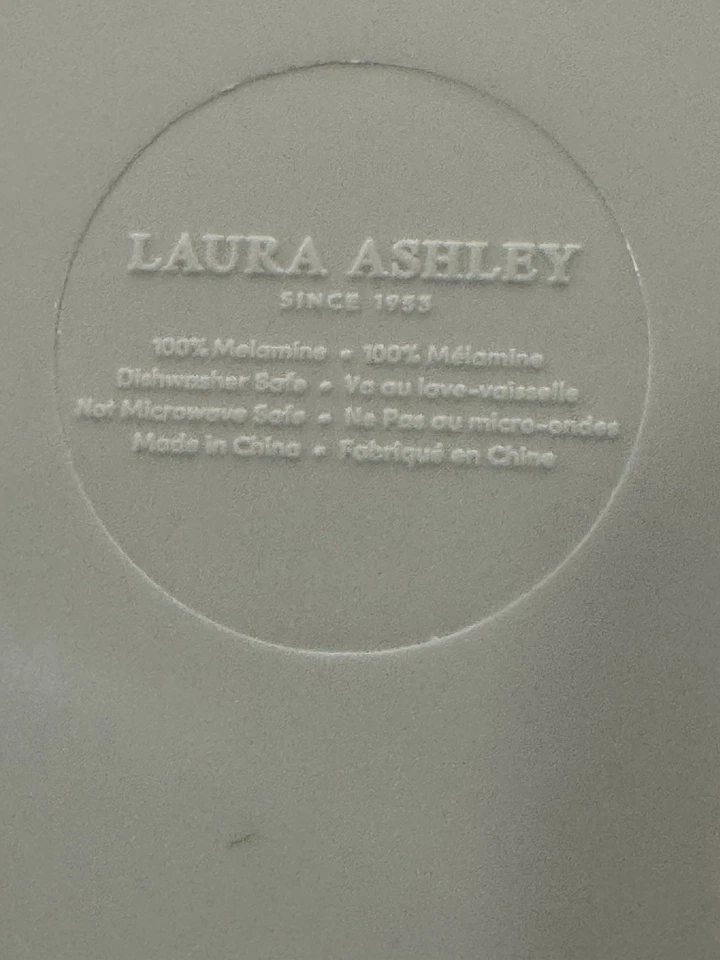 LAURA ASHLEY
SINCE 1953
100% Melamine • 100% Mélamine
Dishwasher Safe • Va au lave-vaisselle
Not Microwave Safe • Ne Pas au micro-ondes
Made in China • Fabriqué en Chine